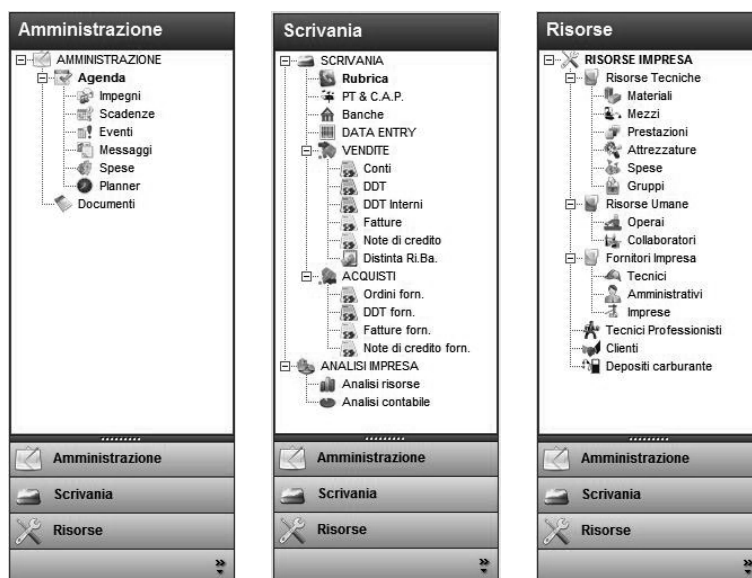 Amministrazione
AMMINISTRAZIONE
Agenda
Impegni
Scadenze
Eventi
Messaggi
Spese
Planner
Documenti
Amministrazione
Scrivania
Risorse
Scrivania
SCRIVANIA
Rubrica
PT & C.A.P.
Banche
DATA ENTRY
VENDITE
Conti
DDT
DDT Interni
Fatture
Note di credito
Distinta Ri.Ba.
ACQUISTI
Ordini forn.
DDT forn.
Fatture forn.
Note di credito forn.
ANALISI IMPRESA
Analisi risorse
Analisi contabile
Amministrazione
Scrivania
Risorse
Risorse
RISORSE IMPRESA
Risorse Tecniche
Materiali
Mezzi
Prestazioni
Attrezzature
Spese
Gruppi
Risorse Umane
Operai
Collaboratori
Fornitori Impresa
Tecnici
Amministrativi
Imprese
Tecnici Professionisti
Clienti
Depositi carburante
Amministrazione
Scrivania
Risorse